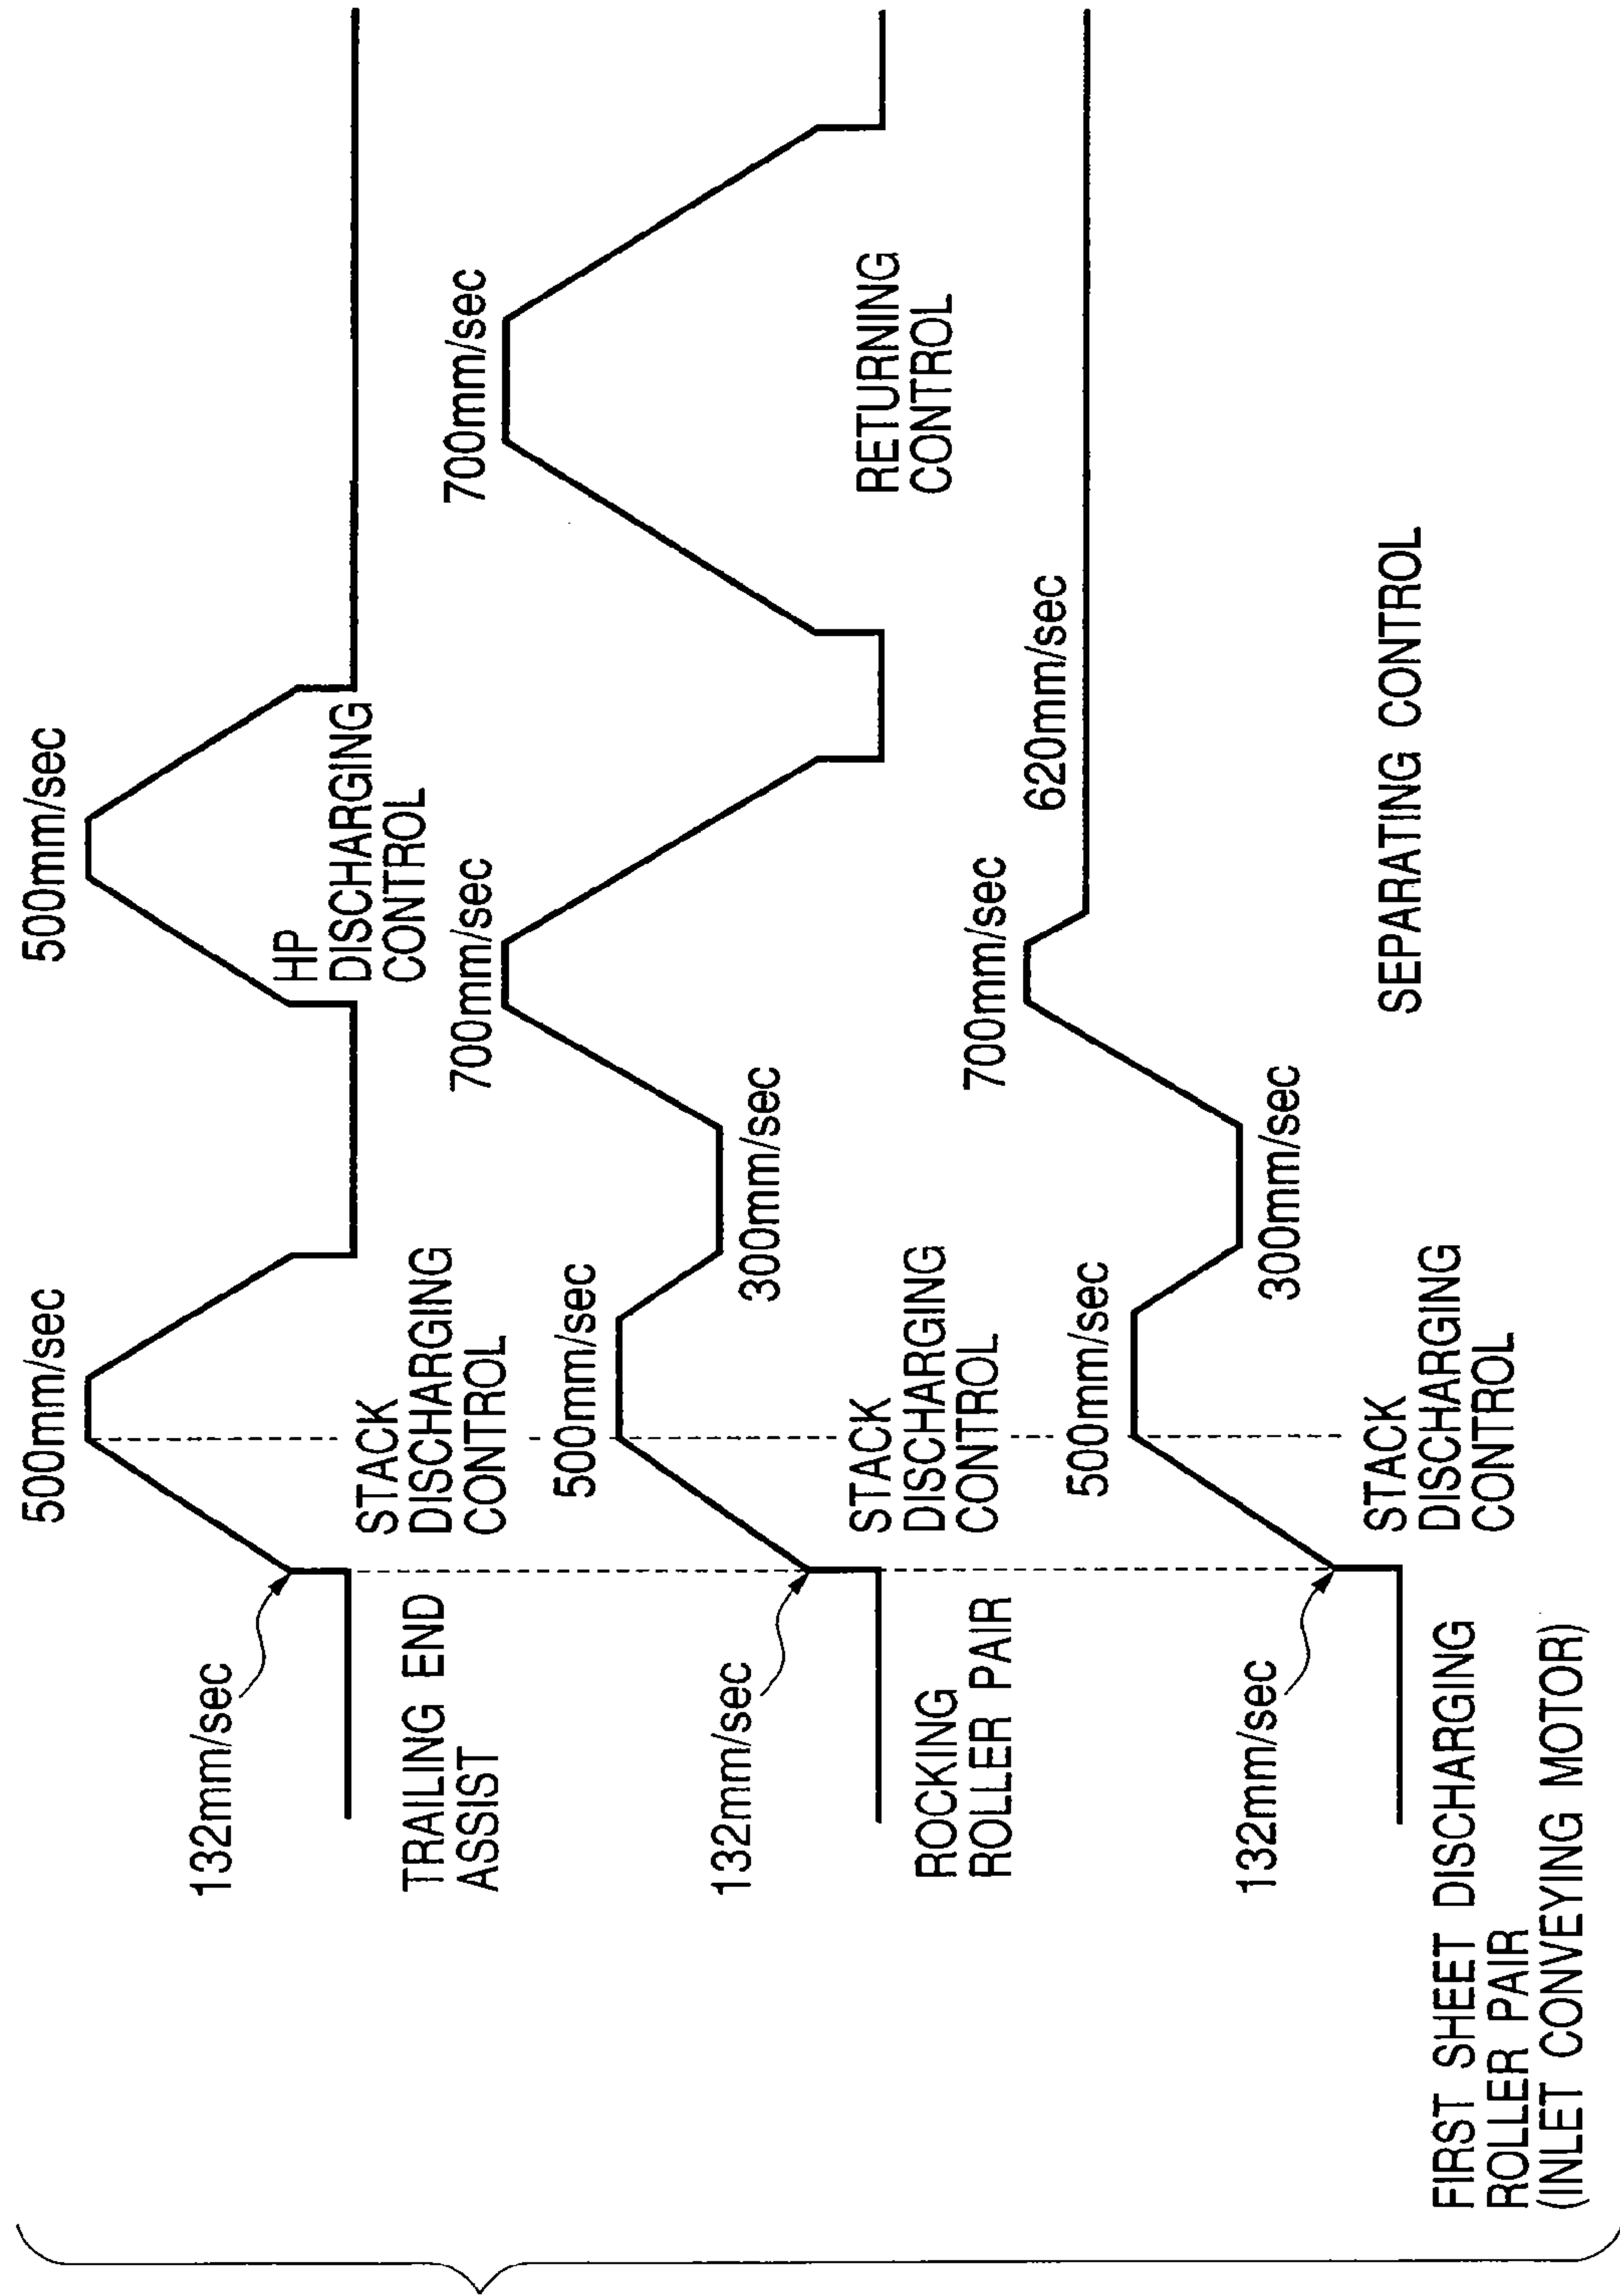 500mm/sec
500mm/sec
132mm/sec
HP
DISCHARGING
CONTROL
STACK
DISCHARGING
CONTROL
TRAILING END
ASSIST
700mm/sec
700mm/sec
500mm/sec
132mm/sec
300mm/sec
STACK
DISCHARGING
CONTROL
RETURNING
CONTROL
ROCKING
ROLLER PAIR
700mm/sec
620mm/sec
500mm/sec
132mm/sec
300mm/sec
STACK
DISCHARGING
CONTROL
SEPARATING CONTROL
FIRST SHEET DISCHARGING
ROLLER PAIR
(INLET CONVEYING MOTOR)